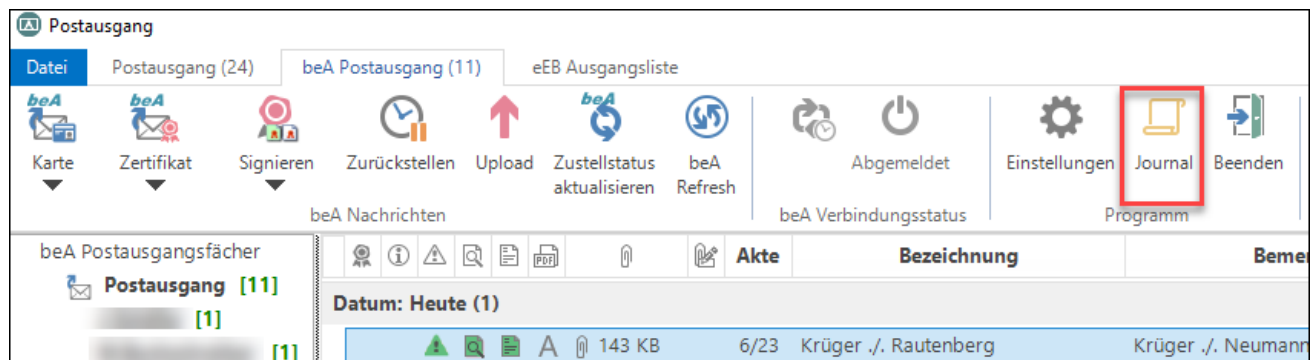 Postausgang
Datei Postausgang (24) beA Postausgang (11) eEB Ausgangsliste
beA beA beA
Karte Zertifikat Signieren Zurückstellen Upload Zustellstatus aktualisieren beA Refresh Abgemeldet Einstellungen Journal Beenden
beA Nachrichten beA Verbindungsstatus Programm
beA Postausgangsfächer PDF Akte Bezeichnung Bemer
Postausgang [11]
Datum: Heute (1)
[1]
A 143 KB 6/23 Krüger ./. Rautenberg Krüger ./. Neumann
[1]